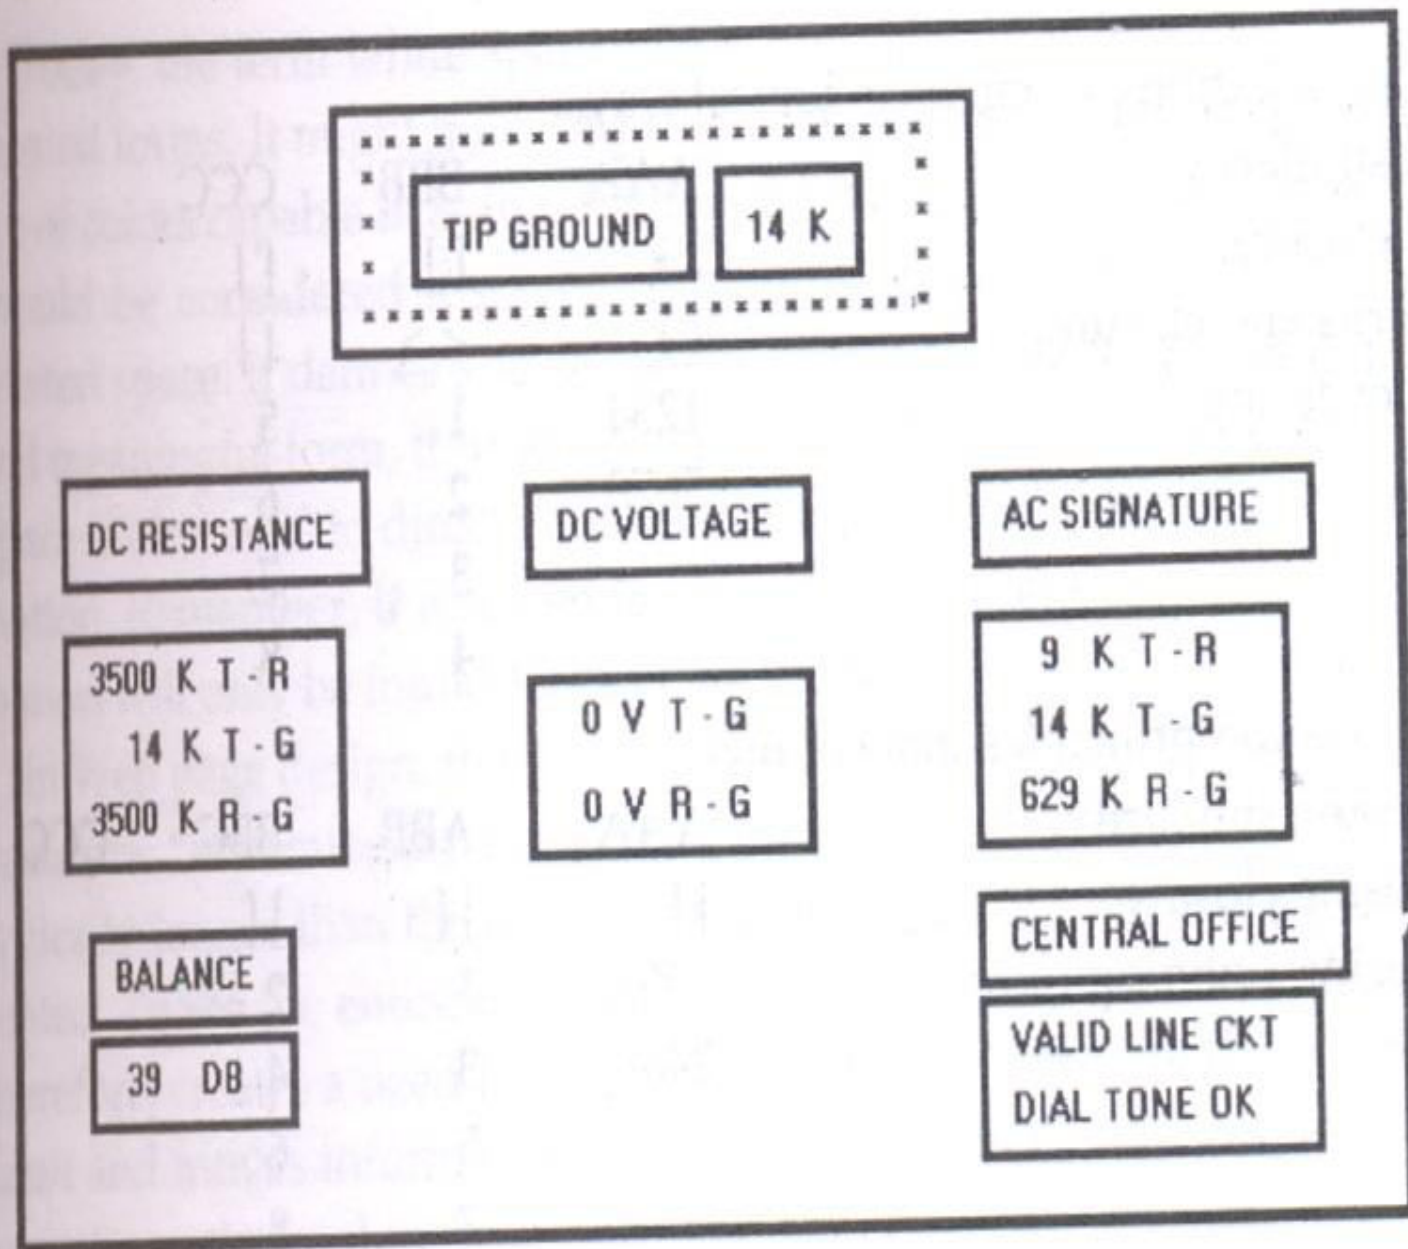 TIP GROUND 14 K
DC RESISTANCE
3500 K T - R
14 K T - G
3500 K R - G
DC VOLTAGE
0 V T - G
0 V R - G
AC SIGNATURE
9 K T - R
14 K T - G
629 K R - G
BALANCE
39 DB
CENTRAL OFFICE
VALID LINE CKT
DIAL TONE OK